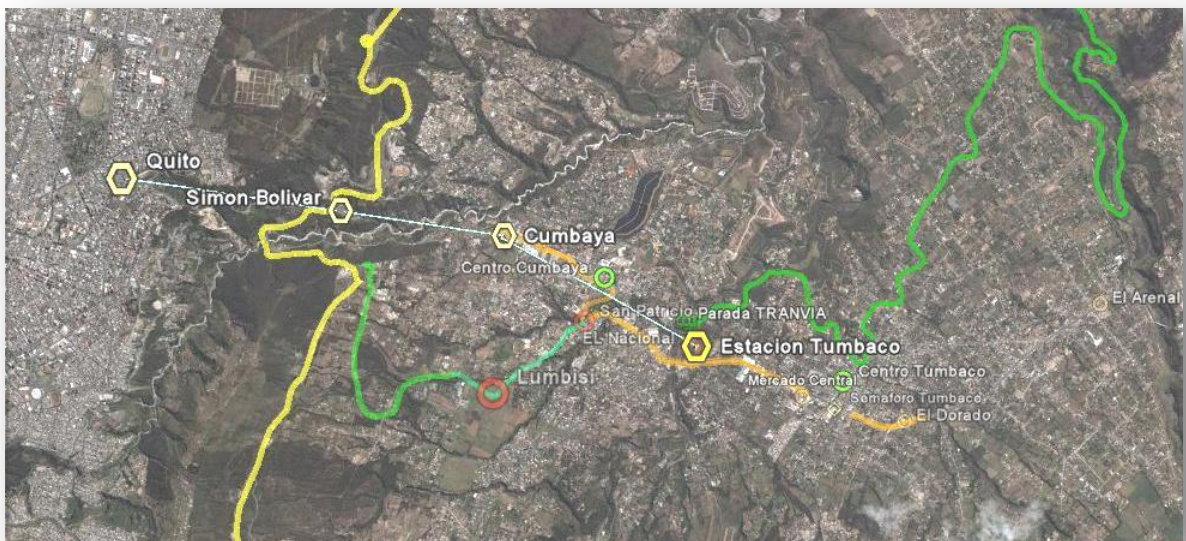 Quito
Simon-Bolivar
Cumbaya
Centro Cumbaya
San Patricio Parada TRANVIA
EL Nacional
Estacion Tumbaco
El Arenal
Lumbisi
Centro Tumbaco
Mercado Central
Semaforo Tumbaco
El Dorado